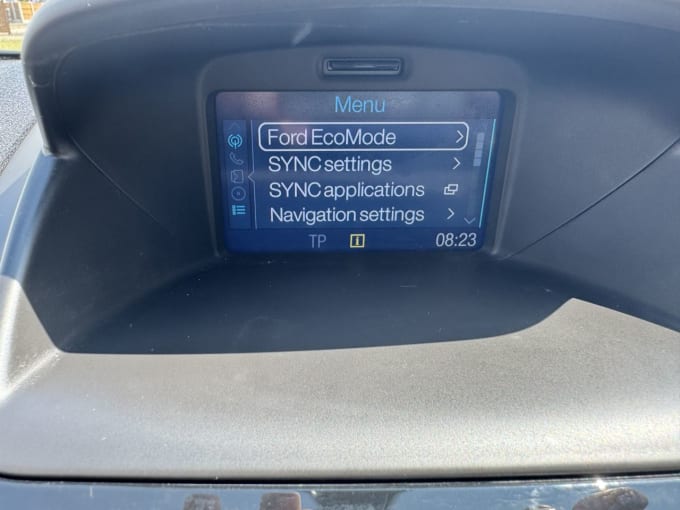 Menu
Ford EcoMode
SYNC settings
SYNC applications
Navigation settings
TP i 08:23